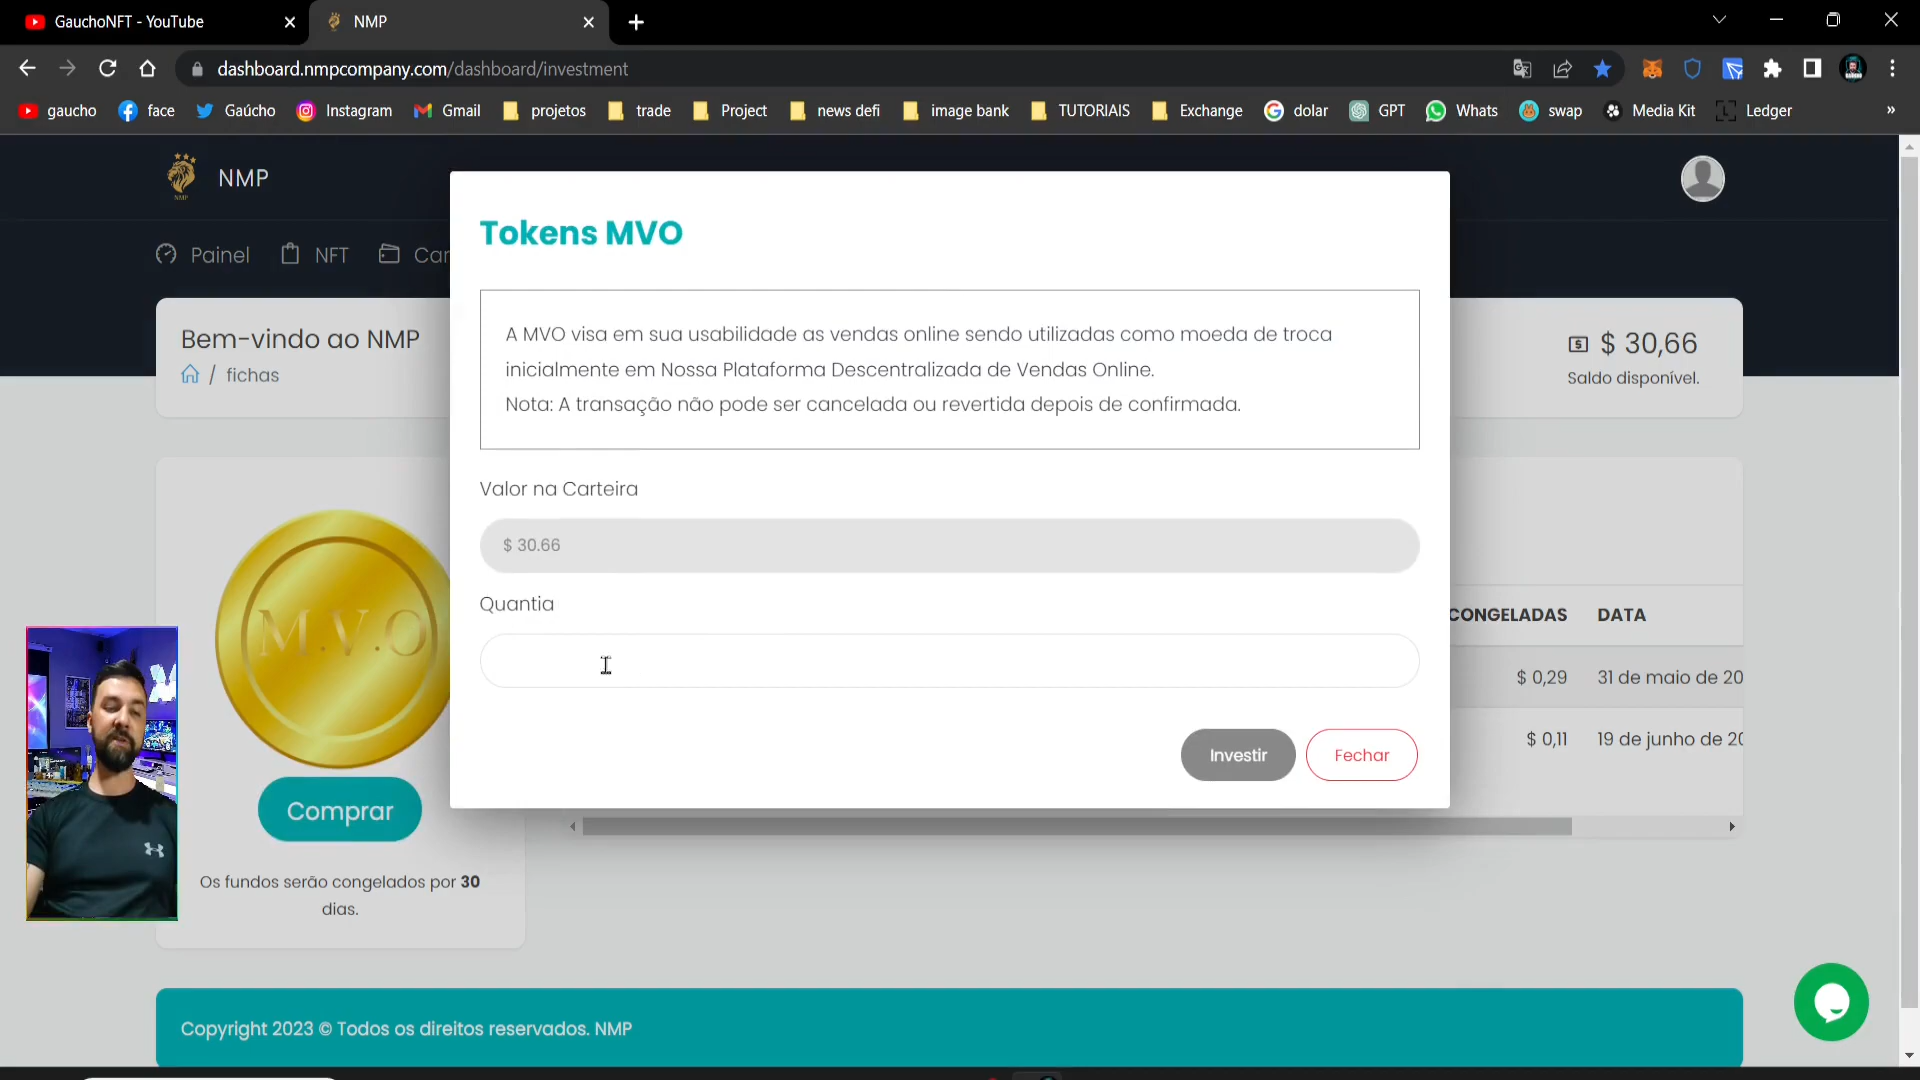 GauchoNFT - YouTube
NMP
dashboard.nmpcompany.com/dashboard/investment
gaucho
face
Gaúcho
Instagram
Gmail
projetos
trade
Project
news defi
image bank
TUTORIAIS
Exchange
dolar
GPT
Whats
swap
Media Kit
Ledger
NMP
NMP
Painel
NFT
Car
Bem-vindo ao NMP
/ fichas
$ 30,66
Saldo disponível.
Tokens MVO
A MVO visa em sua usabilidade as vendas online sendo utilizadas como moeda de troca
inicialmente em Nossa Plataforma Descentralizada de Vendas Online.
Nota: A transação não pode ser cancelada ou revertida depois de confirmada.
Valor na Carteira
$ 30.66
Quantia
Investir
Fechar
M.V.O
Comprar
Os fundos serão congelados por 30
dias.
CONGELADAS
DATA
$ 0,29
31 de maio de 20
$ 0,11
19 de junho de 20
Copyright 2023 © Todos os direitos reservados. NMP